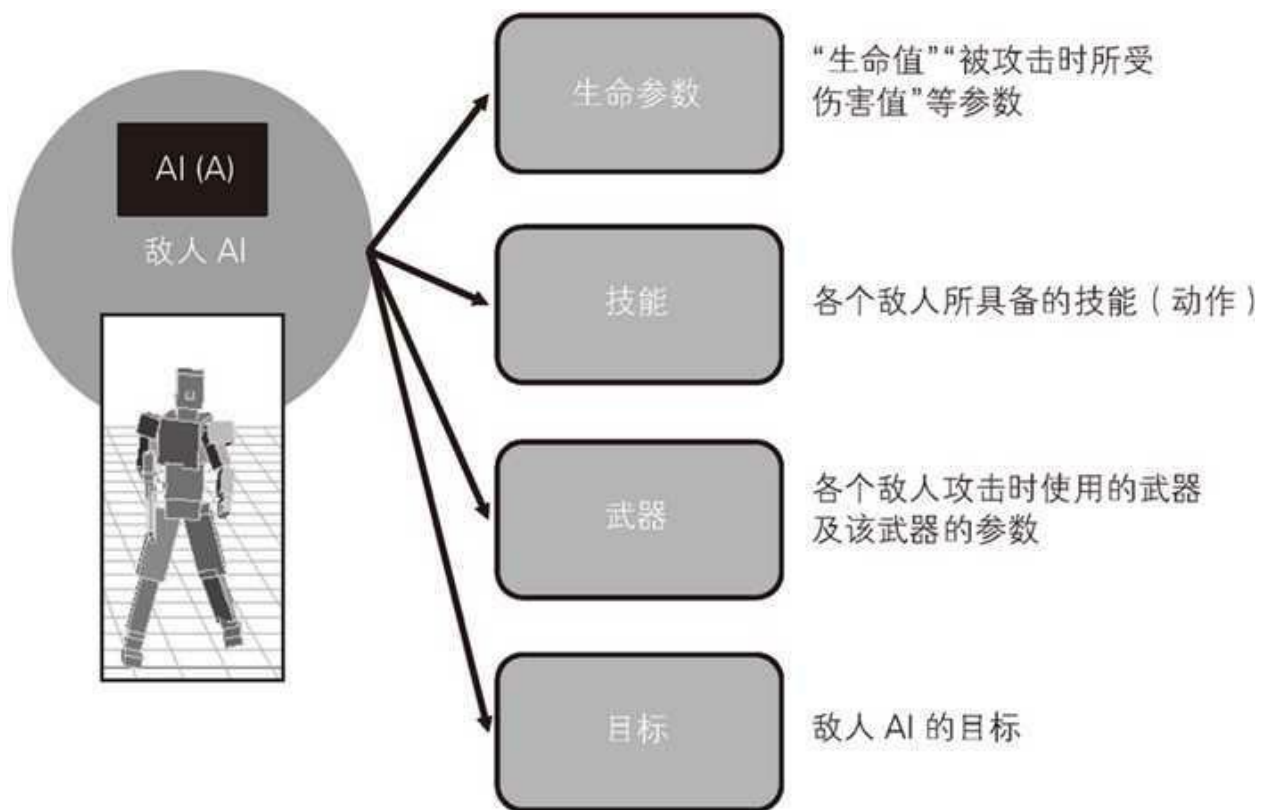 AI (A)
敌人 AI
生命参数
“生命值”“被攻击时所受
伤害值”等参数
技能
各个敌人所具备的技能（动作）
武器
各个敌人攻击时使用的武器
及该武器的参数
目标
敌人 AI 的目标